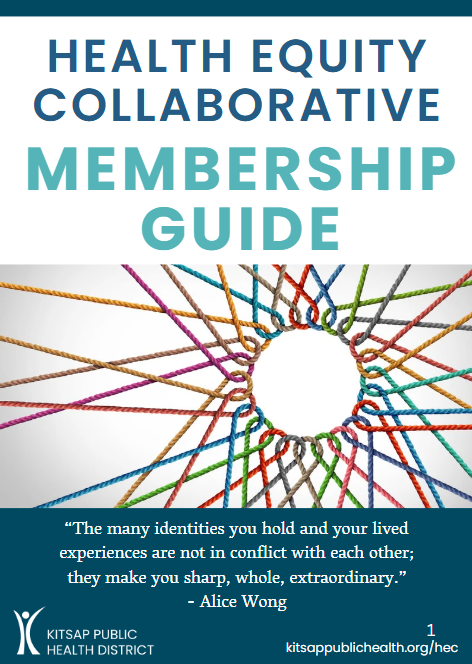 HEALTH EQUITY
COLLABORATIVE
MEMBERSHIP
GUIDE
“The many identities you hold and your lived
experiences are not in conflict with each other;
they make you sharp, whole, extraordinary.”
- Alice Wong
KITSAP PUBLIC
HEALTH DISTRICT
1
kitsappublichealth.org/hec